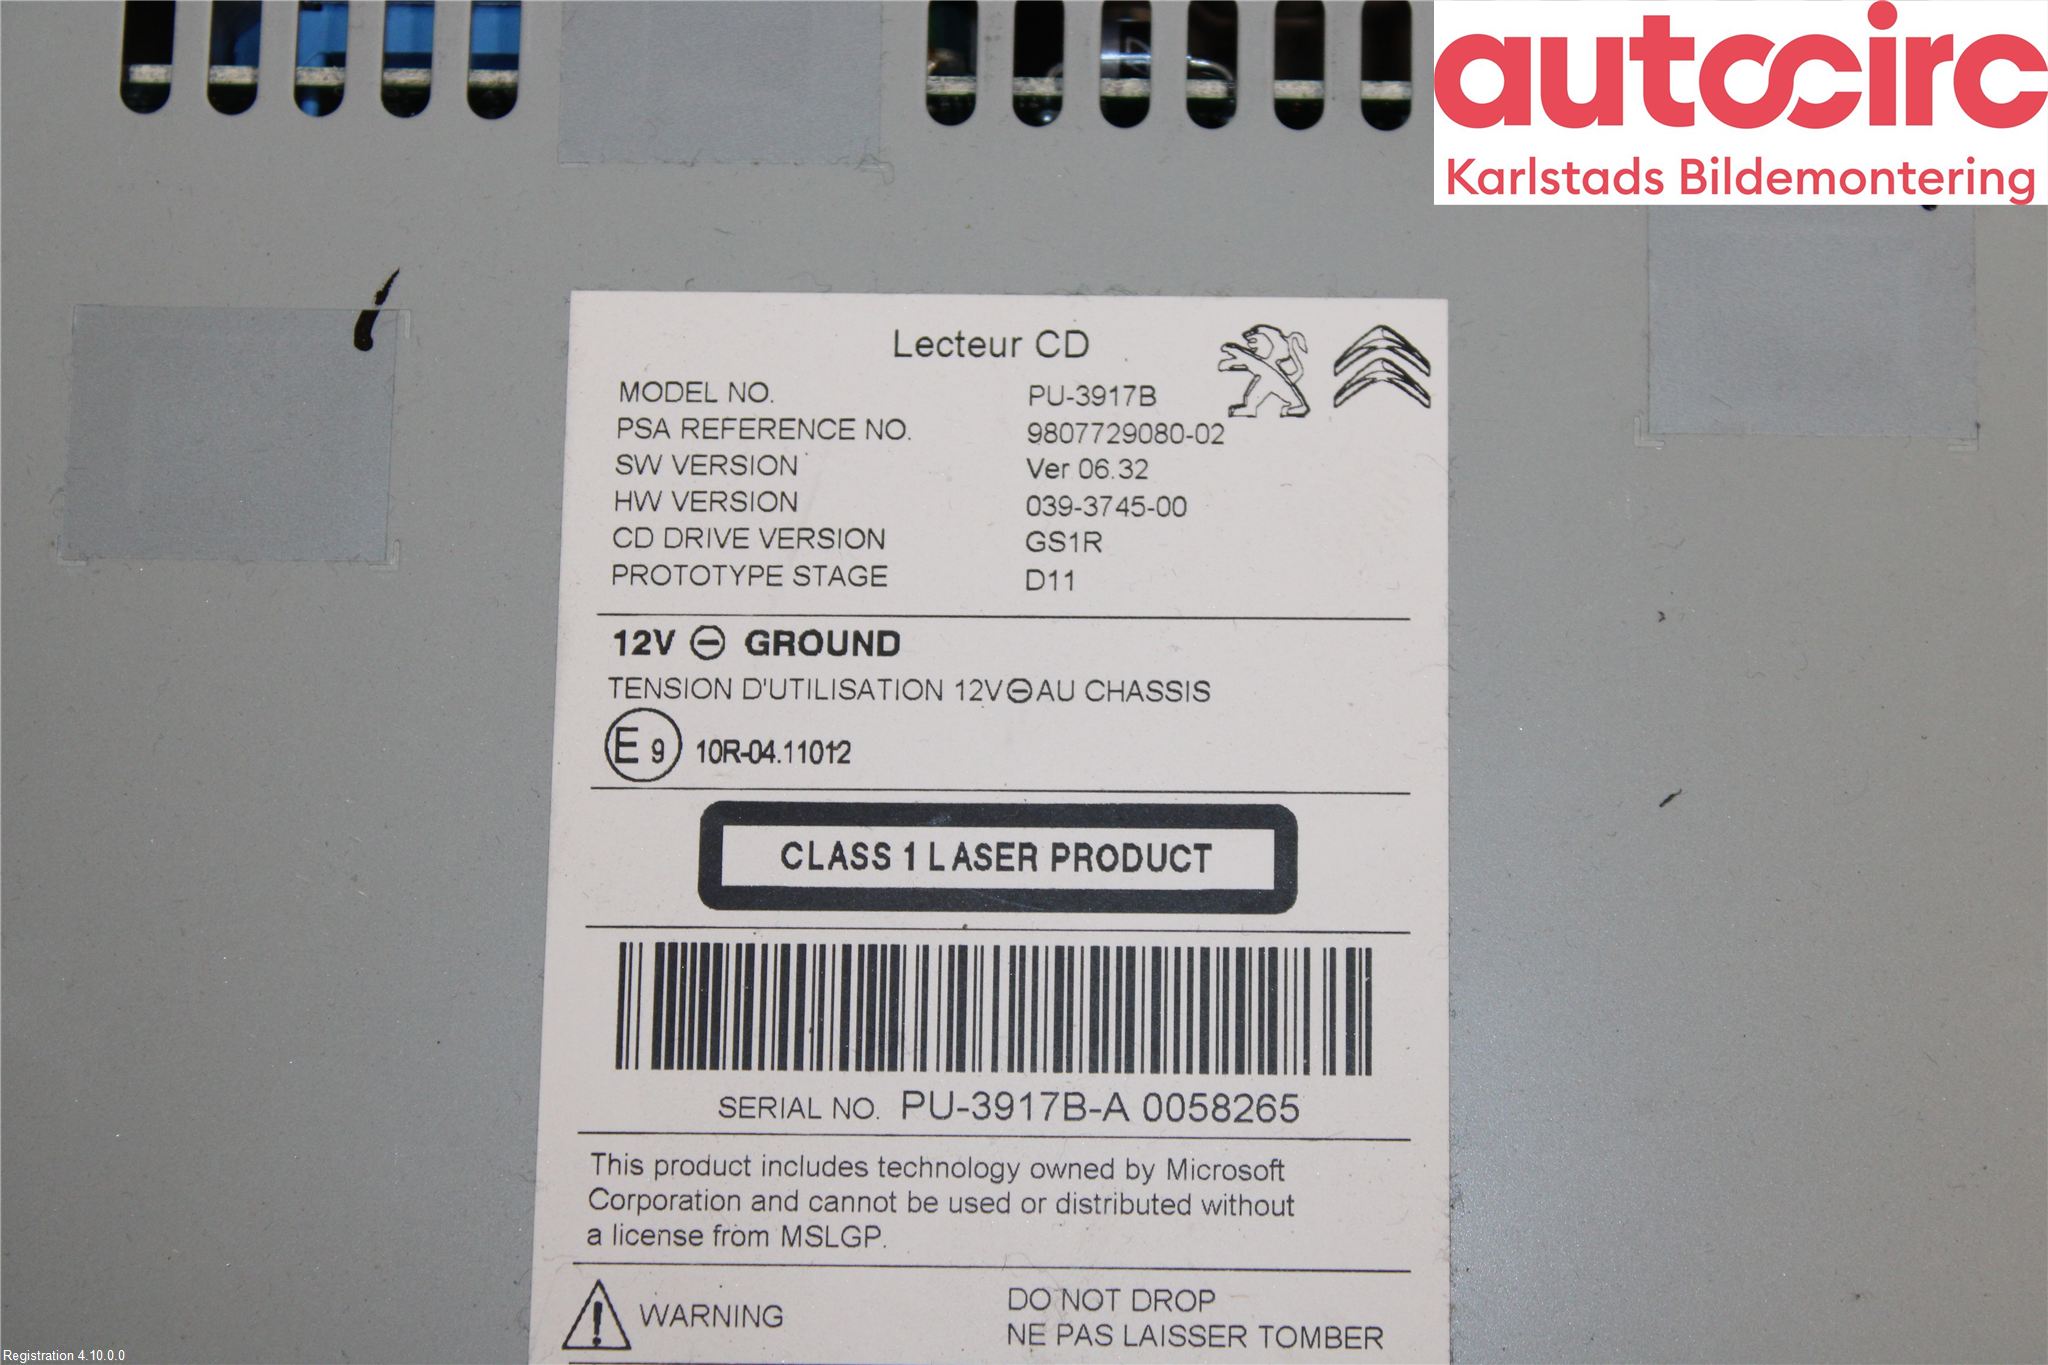 autocirc
Karlstads Bildemontering
Lecteur CD
MODEL NO. PU-3917B
PSA REFERENCE NO. 9807729080-02
SW VERSION Ver 06.32
HW VERSION 039-3745-00
CD DRIVE VERSION GS1R
PROTOTYPE STAGE D11
12V ⊖ GROUND
TENSION D'UTILISATION 12V⊖AU CHASSIS
E 9 10R-04.11012
CLASS 1 LASER PRODUCT
SERIAL NO. PU-3917B-A 0058265
This product includes technology owned by Microsoft
Corporation and cannot be used or distributed without
a license from MSLGP.
WARNING DO NOT DROP
NE PAS LAISSER TOMBER
Registration 4.10.0.0